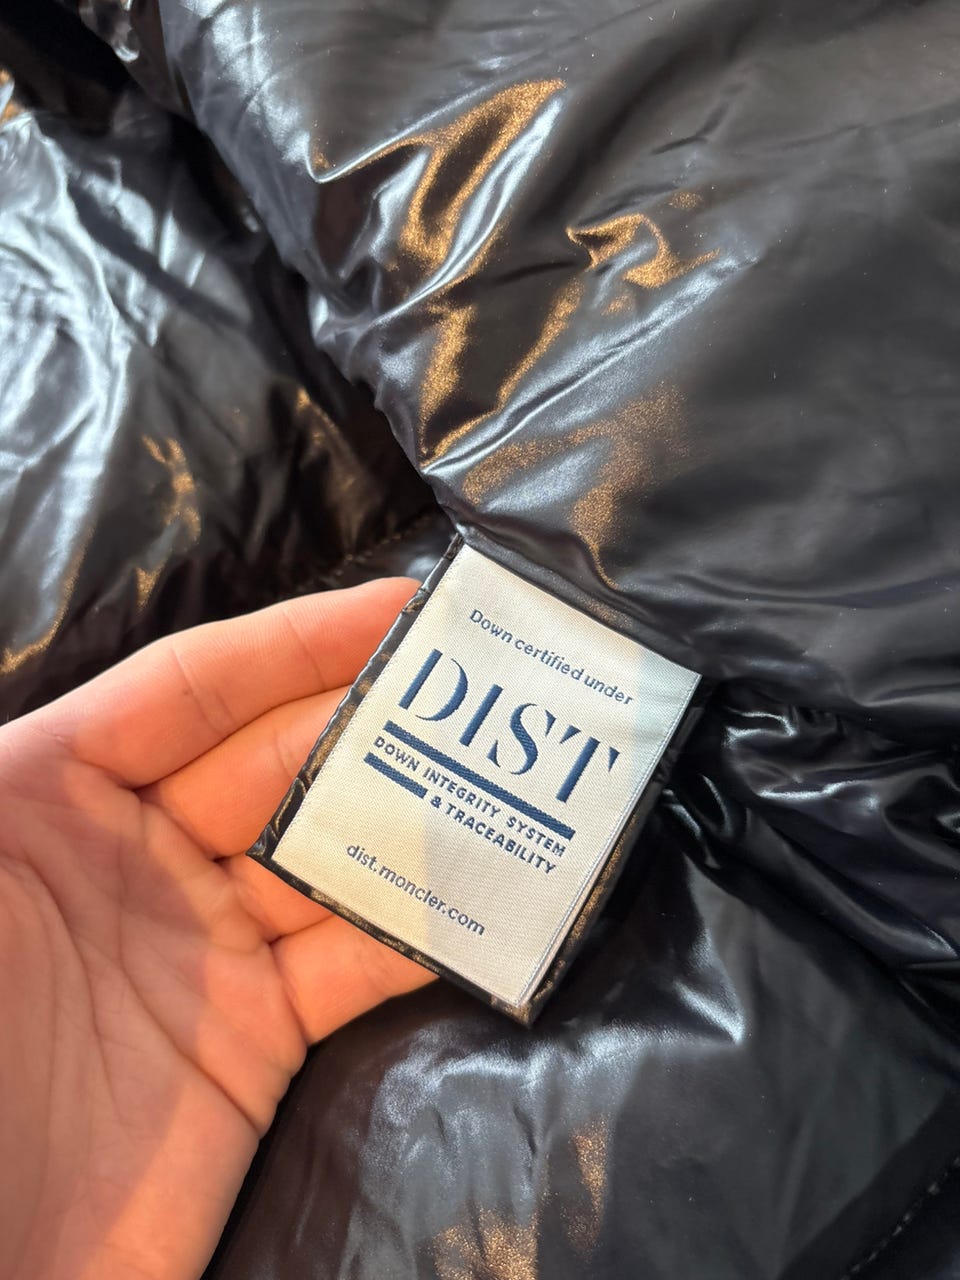 Down certified under
DIST
DOWN INTEGRITY SYSTEM
& TRACEABILITY
dist.moncler.com